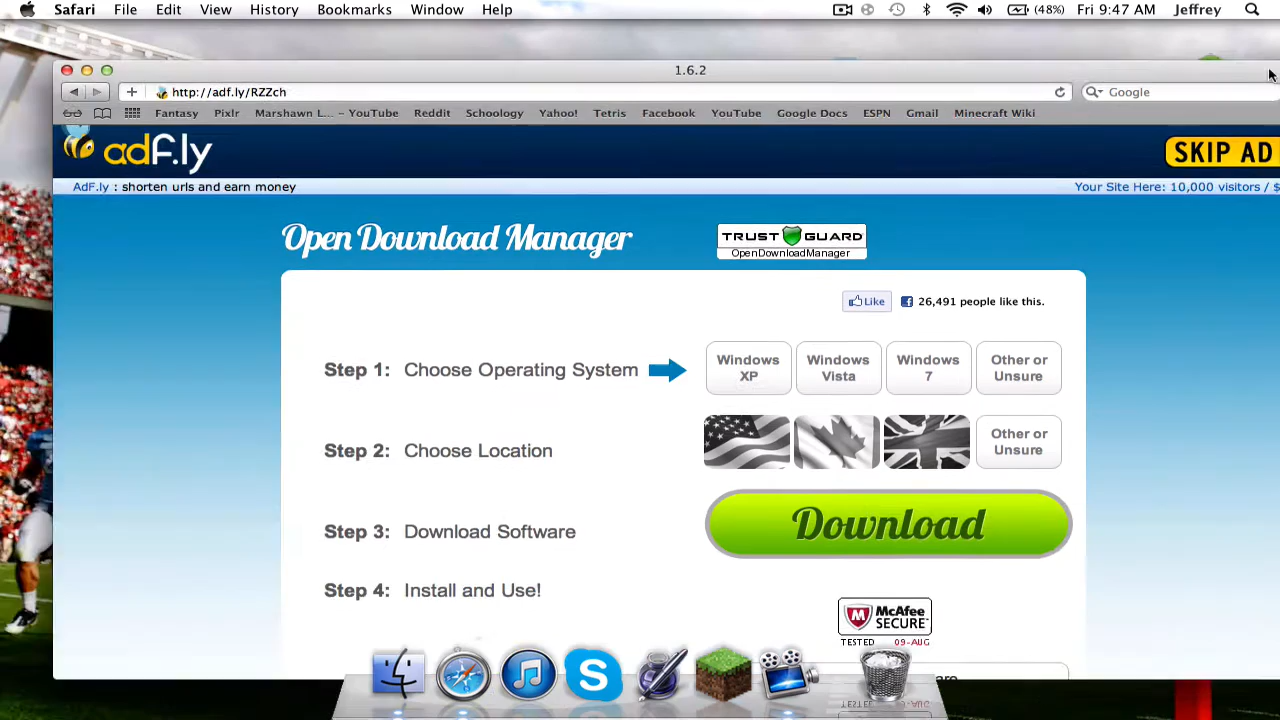 Safari File Edit View History Bookmarks Window Help (48%) Fri 9:47 AM Jeffrey
1.6.2
http://adf.ly/RZZch Google
Fantasy Pixlr Marshawn L... – YouTube Reddit Schoology Yahoo! Tetris Facebook YouTube Google Docs ESPN Gmail Minecraft Wiki
adf.ly SKIP AD
AdF.ly : shorten urls and earn money Your Site Here: 10,000 visitors / $
Open Download Manager TRUST GUARD
OpenDownloadManager
Like 26,491 people like this.
Step 1: Choose Operating System Windows XP Windows Vista Windows 7 Other or Unsure
Step 2: Choose Location Other or Unsure
Step 3: Download Software Download
Step 4: Install and Use!
McAfee SECURE™
TESTED 09-AUG
S